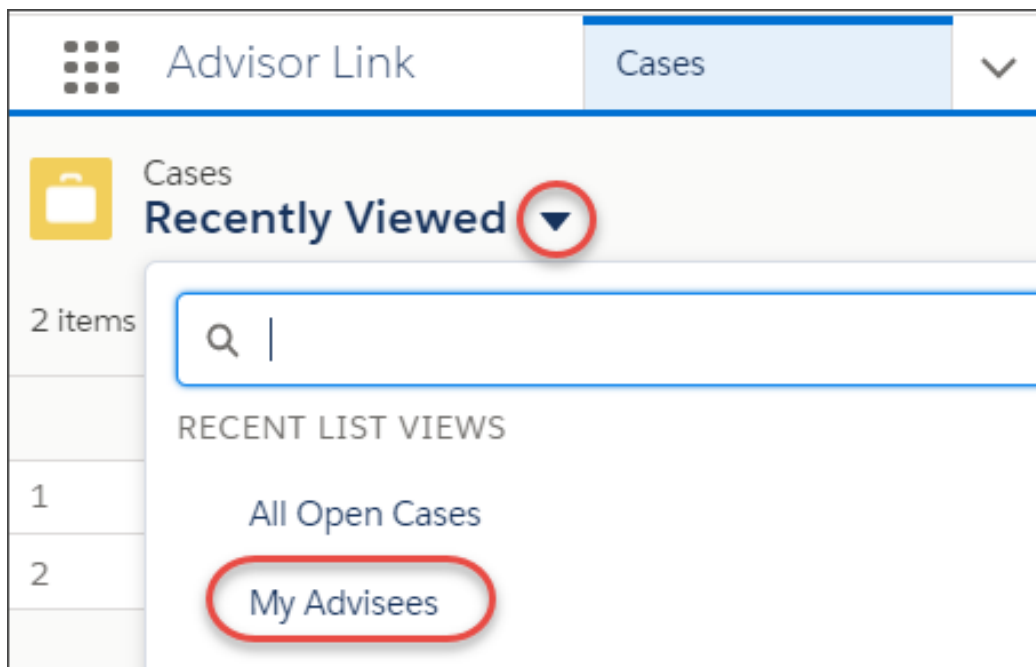 Advisor Link Cases
Cases
Recently Viewed
2 items
RECENT LIST VIEWS
1
All Open Cases
2
My Advisees